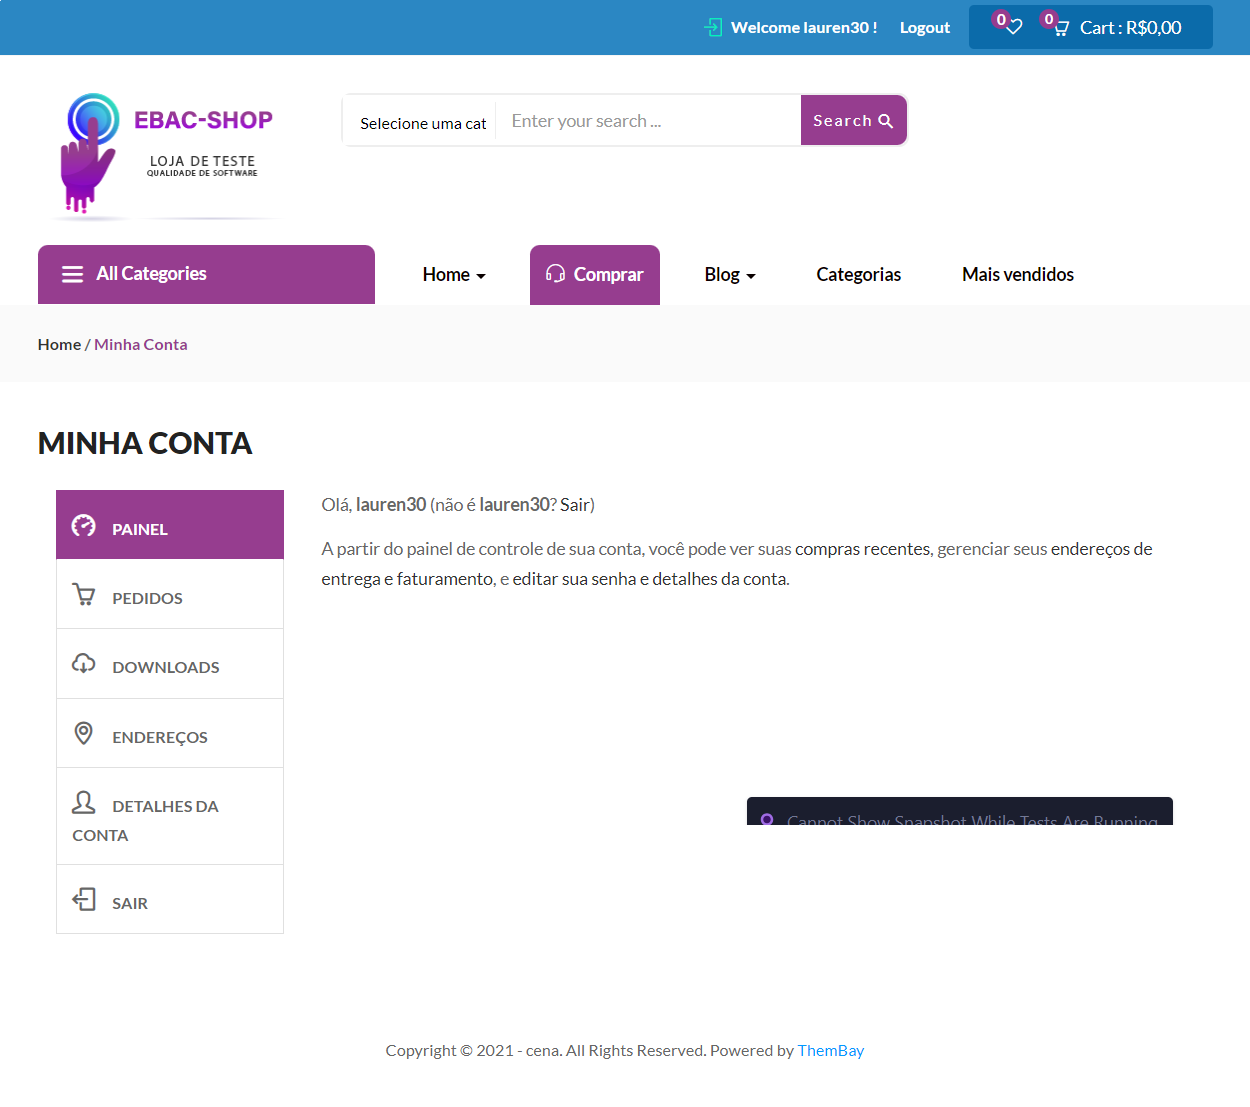 Welcome lauren30 !
Logout
0
0
Cart : R$0,00
EBAC-SHOP
LOJA DE TESTE
QUALIDADE DE SOFTWARE
Selecione uma cat
Enter your search ...
Search
All Categories
Home
Comprar
Blog
Categorias
Mais vendidos
Home / Minha Conta
MINHA CONTA
PAINEL
PEDIDOS
DOWNLOADS
ENDEREÇOS
DETALHES DA
CONTA
SAIR
Olá, lauren30 (não é lauren30? Sair)
A partir do painel de controle de sua conta, você pode ver suas compras recentes, gerenciar seus endereços de
entrega e faturamento, e editar sua senha e detalhes da conta.
Cannot Show Snapshot While Tests Are Running
Copyright © 2021 - cena. All Rights Reserved. Powered by ThemBay